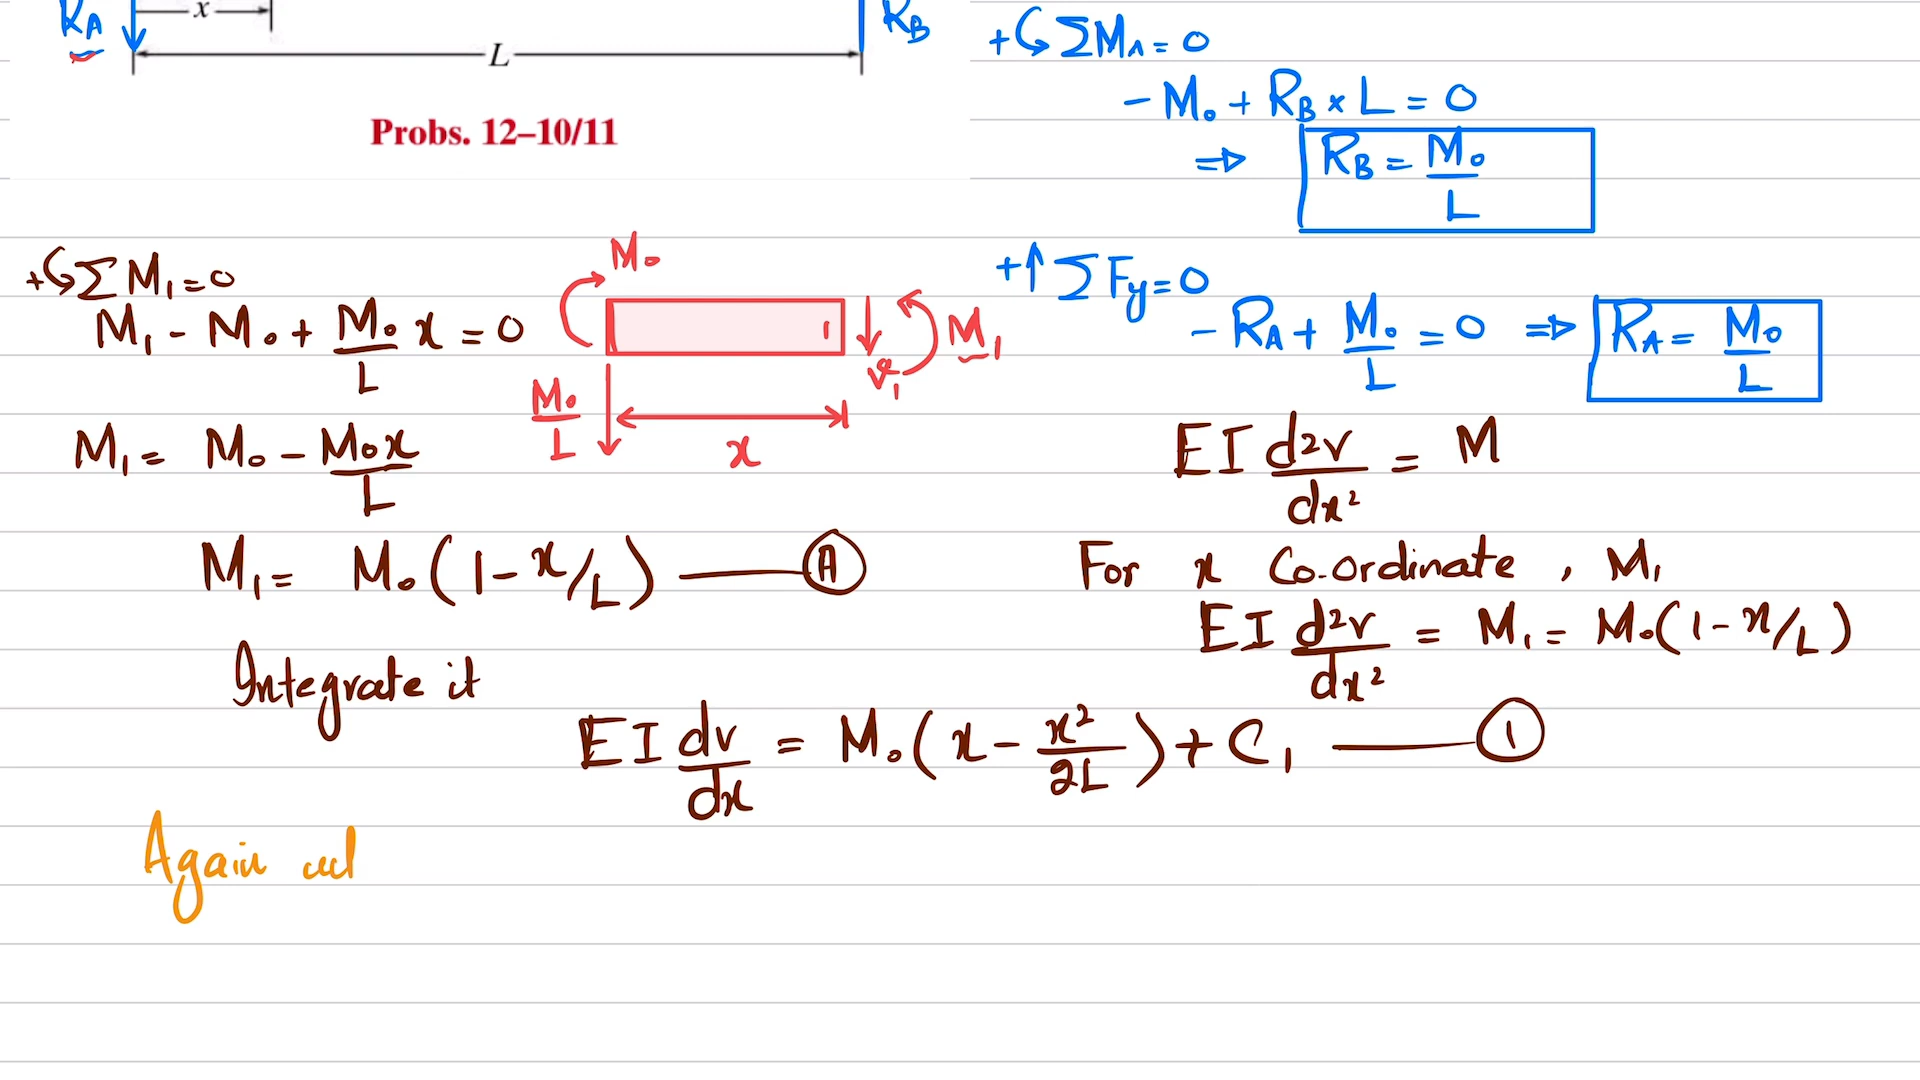 R_A x R_B
L
Probs. 12–10/11
+↺ ΣM_A = 0
- M₀ + R_B × L = 0
⇒ R_B = M₀/L
+↑ ΣF_y = 0
- R_A + M₀/L = 0 ⇒ R_A = M₀/L
+↺ ΣM₁ = 0
M₁ - M₀ + M₀/L x = 0
M₁ = M₀ - M₀x/L
M₁ = M₀(1 - x/L) —— Ⓐ
M₀
1
M₁
V₁
M₀/L
x
EI d²v/dx² = M
For x Co-ordinate, M₁
EI d²v/dx² = M₁ = M₀(1 - x/L)
Integrate it
EI dv/dx = M₀(x - x²/2L) + C₁ —— ①
Again